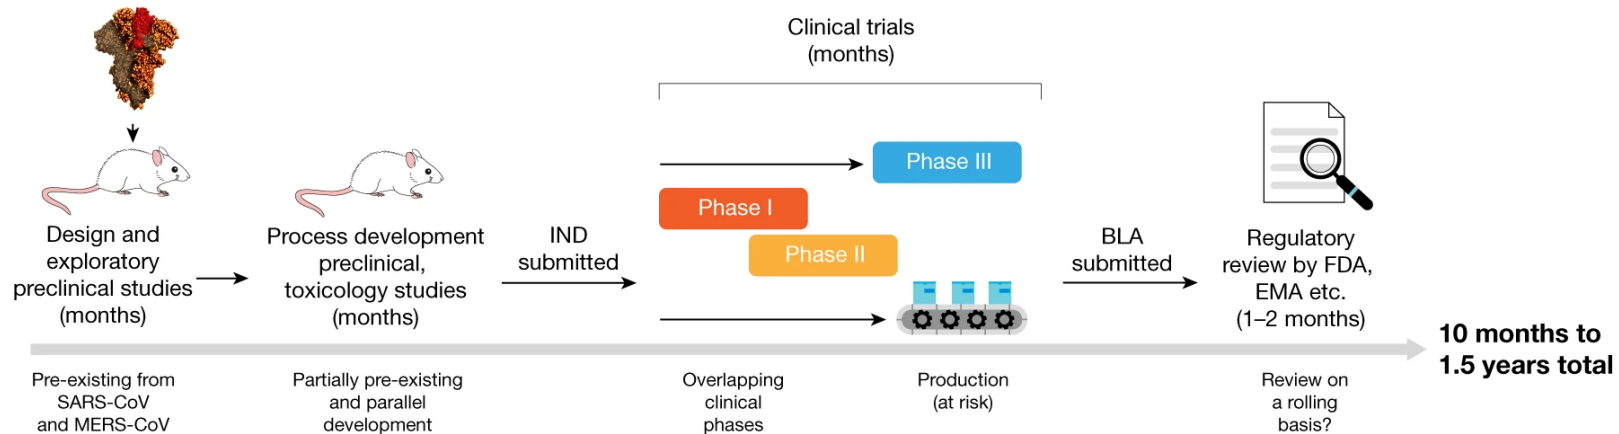 Clinical trials
(months)
Design and
exploratory
preclinical studies
(months)
Process development
preclinical,
toxicology studies
(months)
IND
submitted
Phase III
Phase I
Phase II
BLA
submitted
Regulatory
review by FDA,
EMA etc.
(1–2 months)
10 months to
1.5 years total
Pre-existing from
SARS-CoV
and MERS-CoV
Partially pre-existing
and parallel
development
Overlapping
clinical
phases
Production
(at risk)
Review on
a rolling
basis?